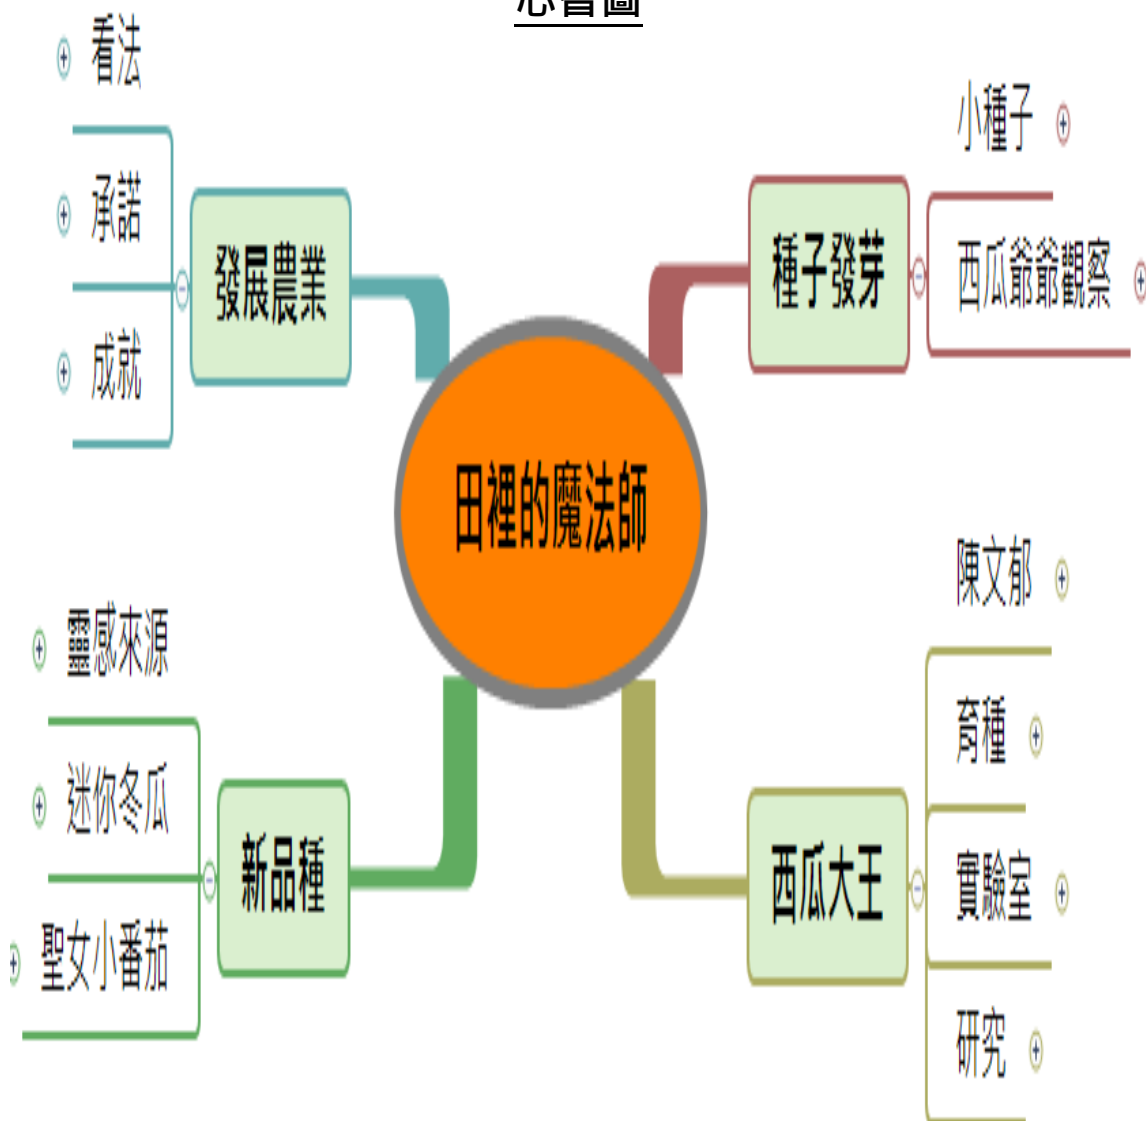 心智圖
田裡的魔法師
種子發芽
小種子
西瓜爺爺觀察
西瓜大王
陳文郁
育種
實驗室
研究
新品種
靈感來源
迷你冬瓜
聖女小番茄
發展農業
看法
承諾
成就